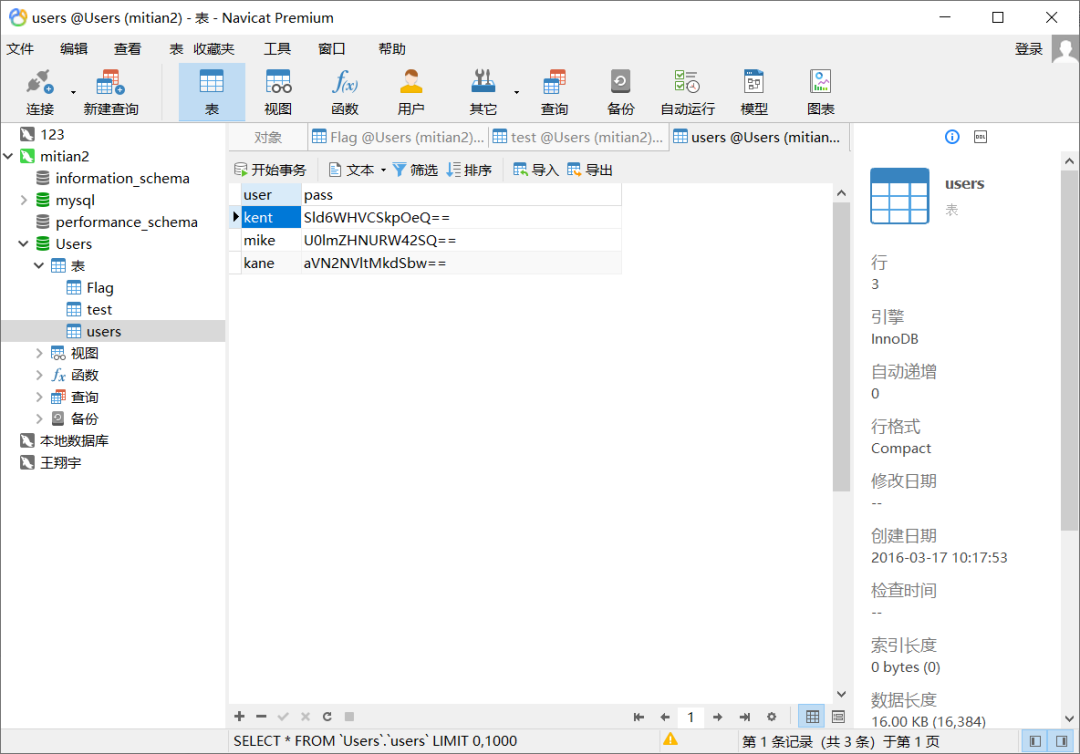 users @Users (mitian2) - 表 - Navicat Premium
文件 编辑 查看 表 收藏夹 工具 窗口 帮助 登录
连接 新建查询 表 视图 函数 用户 其它 查询 备份 自动运行 模型 图表
123
mitian2
information_schema
mysql
performance_schema
Users
表
Flag
test
users
视图
函数
查询
备份
本地数据库
王翔宇
对象 Flag @Users (mitian2)... test @Users (mitian2)... users @Users (mitian...
开始事务 文本 筛选 排序 导入 导出
user pass
kent Sld6WHVCSkpOeQ==
mike U0lmZHNURW42SQ==
kane aVN2NVltMkdSbw==
1
SELECT * FROM `Users`.`users` LIMIT 0,1000
第 1 条记录 (共 3 条) 于第 1 页
DDL
users
表
行
3
引擎
InnoDB
自动递增
0
行格式
Compact
修改日期
--
创建日期
2016-03-17 10:17:53
检查时间
--
索引长度
0 bytes (0)
数据长度
16.00 KB (16,384)